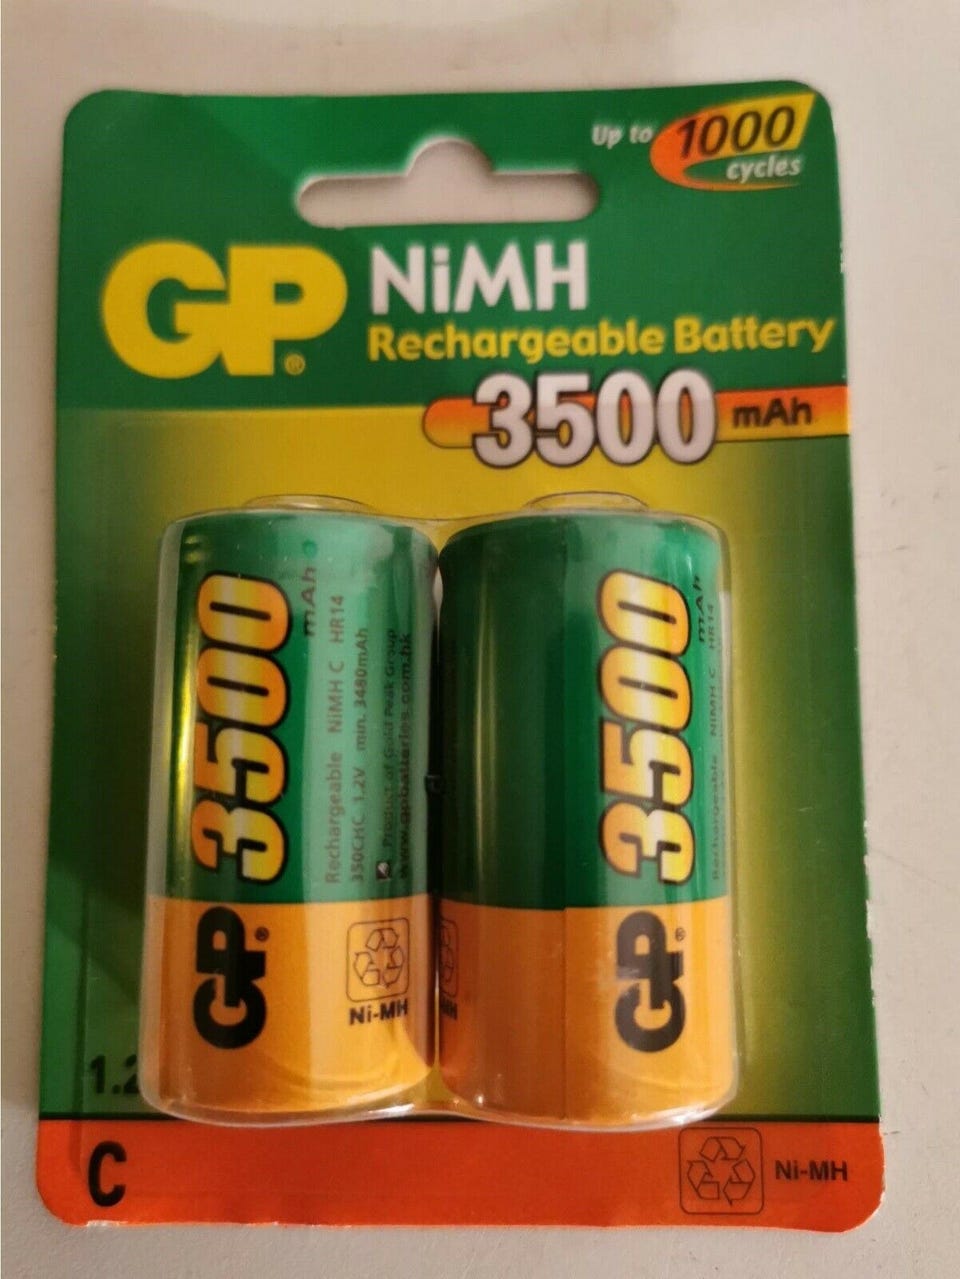 Up to 1000
cycles
GP®
NiMH
Rechargeable Battery
3500 mAh
3500
mAh
Rechargeable NiMH C HR14
350CHC 1.2V min. 3480mAh
Product of Gold Peak Group
www.gpbatteries.com.hk
GP®
Ni-MH
3500
mAh
Rechargeable NiMH C HR14
GP®
1.2
C
Ni-MH